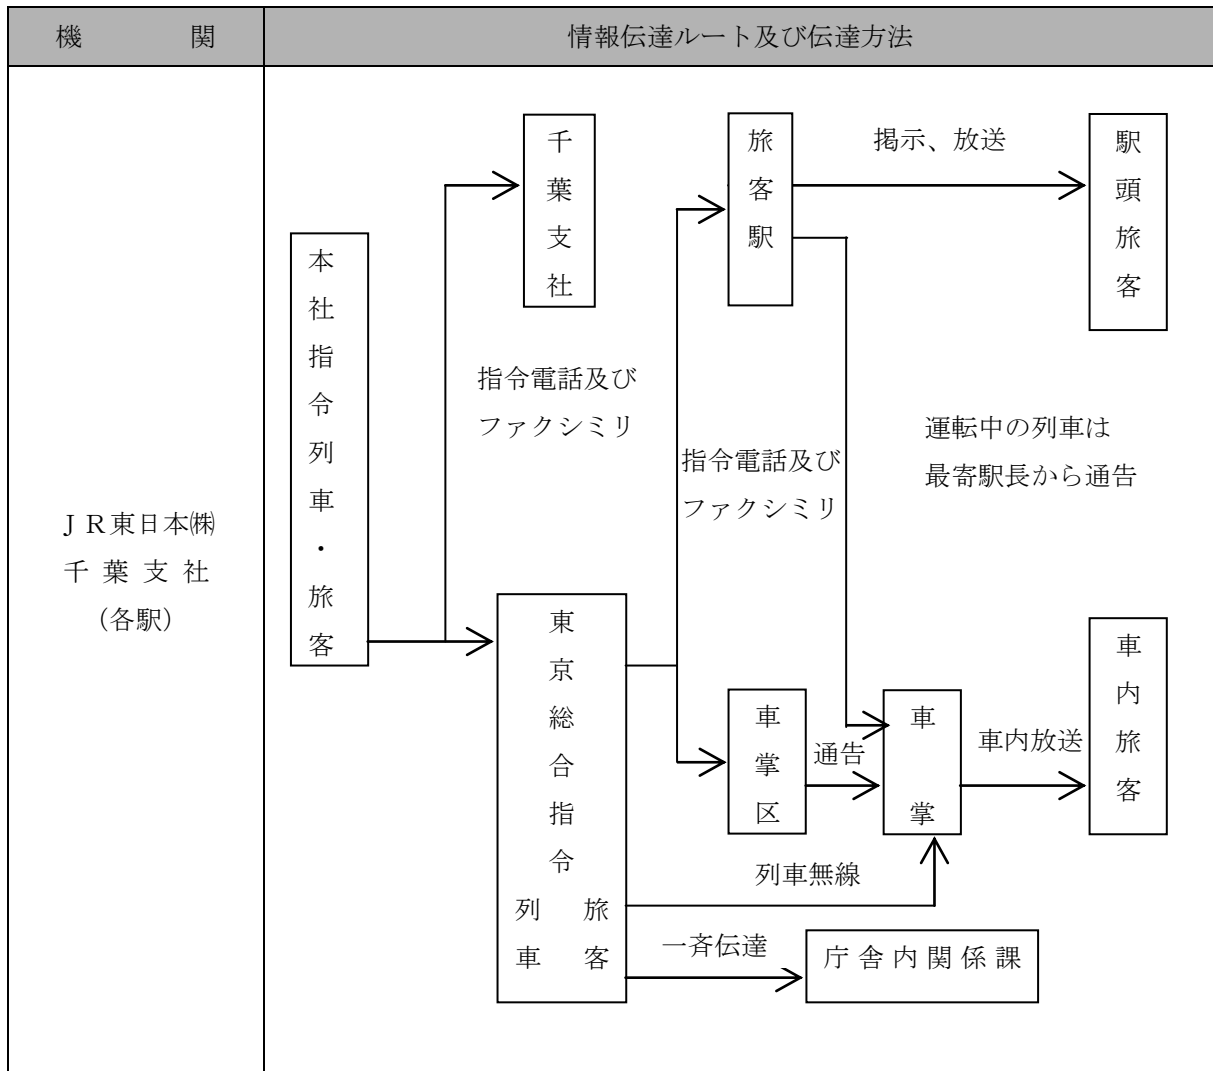 機　　　関
情報伝達ルート及び伝達方法
ＪＲ東日本㈱
千葉支社
（各駅）
本社指令列車・旅客
千葉支社
指令電話及び
ファクシミリ
東京総合指令
列　旅
車　客
旅客駅
掲示、放送
駅頭旅客
指令電話及び
ファクシミリ
運転中の列車は
最寄駅長から通告
車掌区
通告
車掌
車内放送
車内旅客
列車無線
一斉伝達
庁舎内関係課